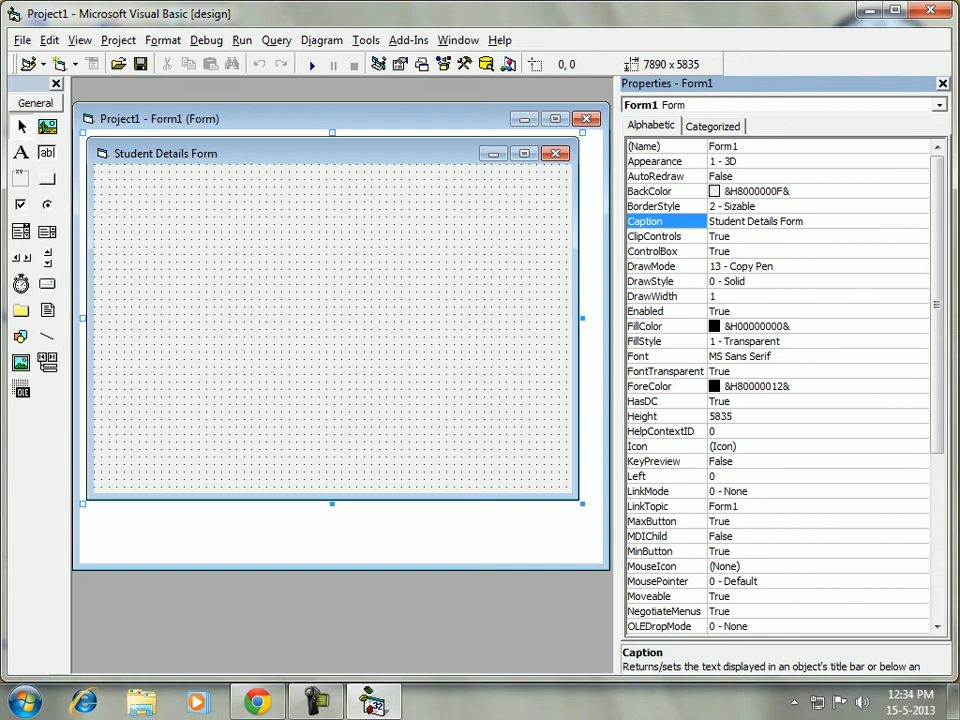 Project1 - Microsoft Visual Basic [design]
File Edit View Project Format Debug Run Query Diagram Tools Add-Ins Window Help
0, 0 7890 x 5835
General
A ab|
xy
OLE
Project1 - Form1 (Form)
Student Details Form
Properties - Form1
Form1 Form
Alphabetic Categorized
(Name) Form1
Appearance 1 - 3D
AutoRedraw False
BackColor &H8000000F&
BorderStyle 2 - Sizable
Caption Student Details Form
ClipControls True
ControlBox True
DrawMode 13 - Copy Pen
DrawStyle 0 - Solid
DrawWidth 1
Enabled True
FillColor &H00000000&
FillStyle 1 - Transparent
Font MS Sans Serif
FontTransparent True
ForeColor &H80000012&
HasDC True
Height 5835
HelpContextID 0
Icon (Icon)
KeyPreview False
Left 0
LinkMode 0 - None
LinkTopic Form1
MaxButton True
MDIChild False
MinButton True
MouseIcon (None)
MousePointer 0 - Default
Moveable True
NegotiateMenus True
OLEDropMode 0 - None
Caption
Returns/sets the text displayed in an object's title bar or below an
32
12:34 PM
15-5-2013